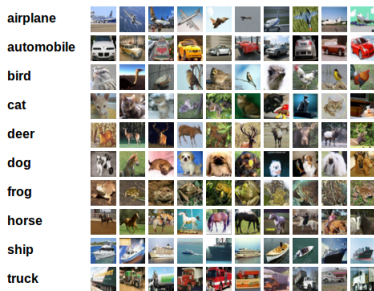 airplane
automobile
bird
cat
deer
dog
frog
horse
ship
truck